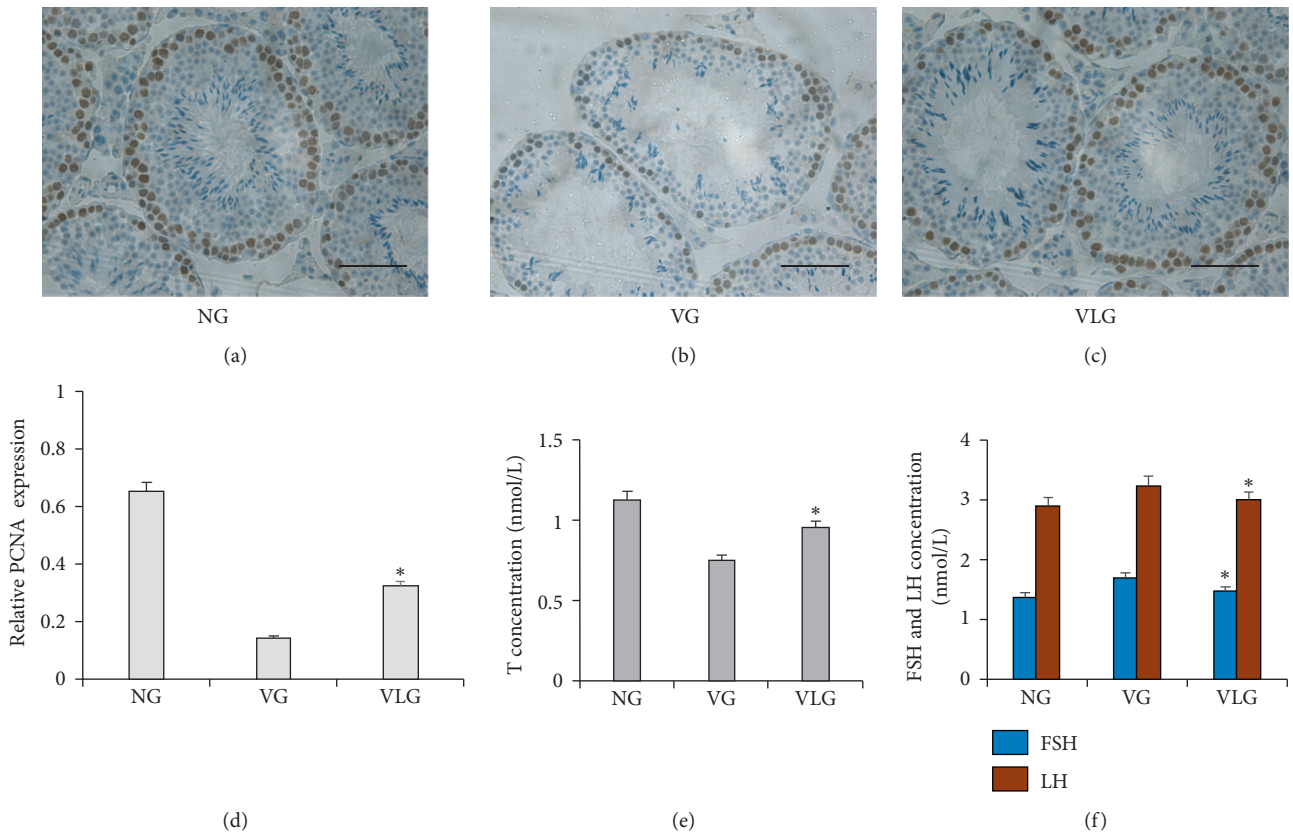 NG
(a)
VG
(b)
VLG
(c)
Relative PCNA expression
1
0.8
0.6
0.4
0.2
0
*
NG
VG
VLG
(d)
T concentration (nmol/L)
1.5
1
0.5
0
*
NG
VG
VLG
(e)
FSH and LH concentration
(nmol/L)
4
3
2
1
0
*
*
NG
VG
VLG
FSH
LH
(f)